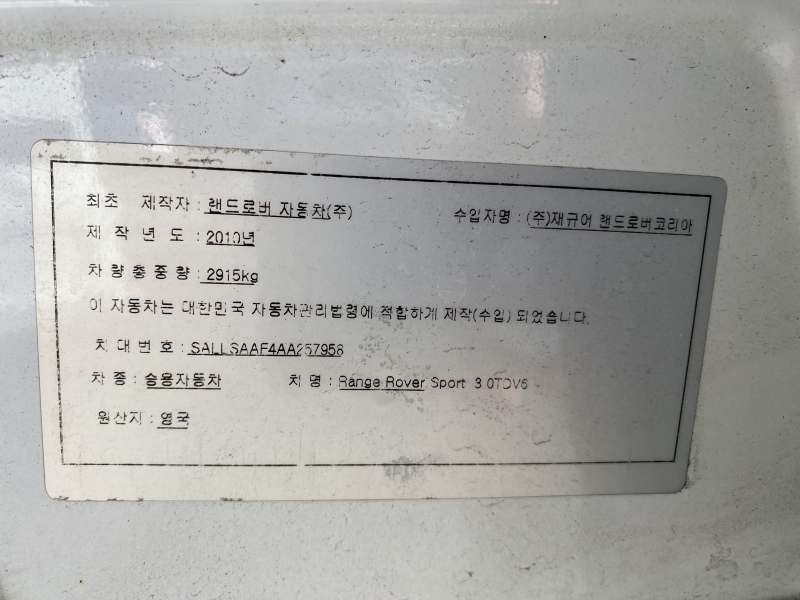 최초 제작자 : 랜드로버 자동차(주) 수입자명 : (주)재규어 랜드로버코리아
제 작 년 도 : 2010년
차 량 총 중 량 : 2915kg
이 자동차는 대한민국 자동차관리법령에 적합하게 제작(수입) 되었습니다.
차 대 번 호 : SALLSAAF4AA257958
차 종 : 승용자동차 차 명 : Range Rover Sport 3.0TDV6
원산지 : 영국